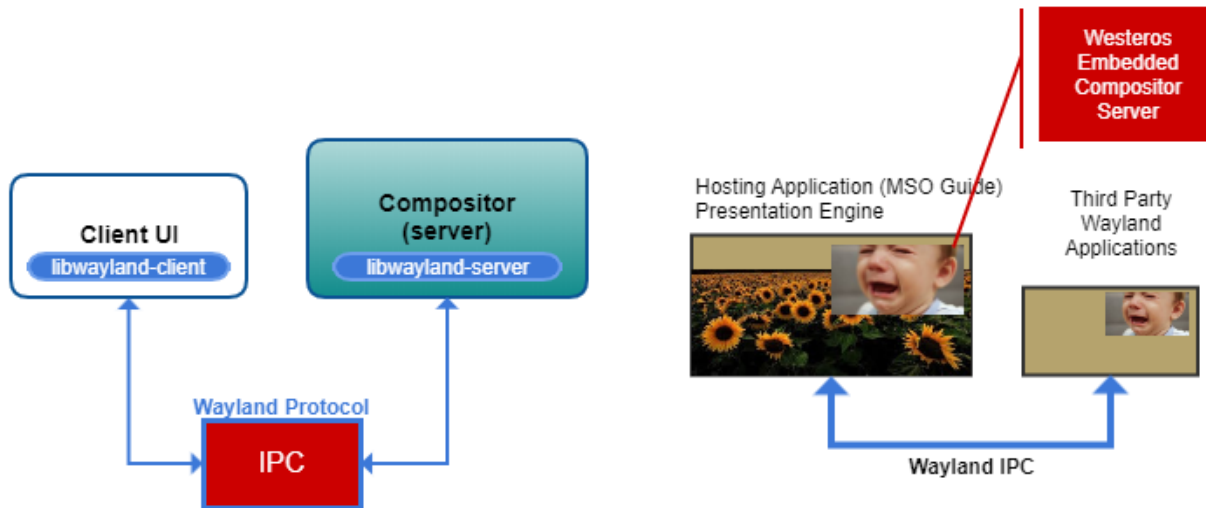 Westeros
Embedded
Compositor
Server
Client UI
libwayland-client
Compositor
(server)
libwayland-server
Wayland Protocol
IPC
Hosting Application (MSO Guide)
Presentation Engine
Third Party
Wayland
Applications
Wayland IPC